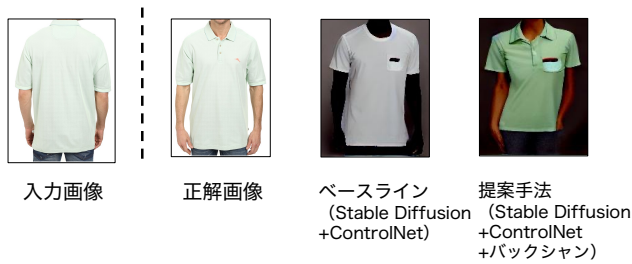 入力画像
正解画像
ベースライン
（Stable Diffusion
+ControlNet）
提案手法
（Stable Diffusion
+ControlNet
+バックシャン）